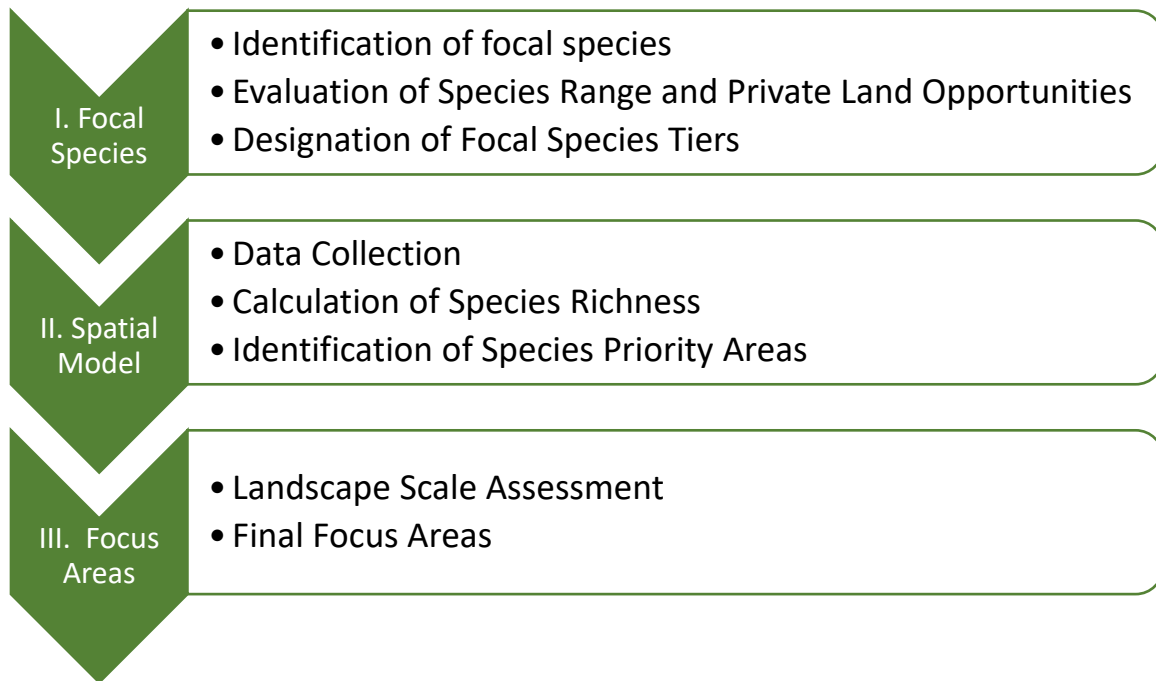 I. Focal
Species
• Identification of focal species
• Evaluation of Species Range and Private Land Opportunities
• Designation of Focal Species Tiers
II. Spatial
Model
• Data Collection
• Calculation of Species Richness
• Identification of Species Priority Areas
III. Focus
Areas
• Landscape Scale Assessment
• Final Focus Areas